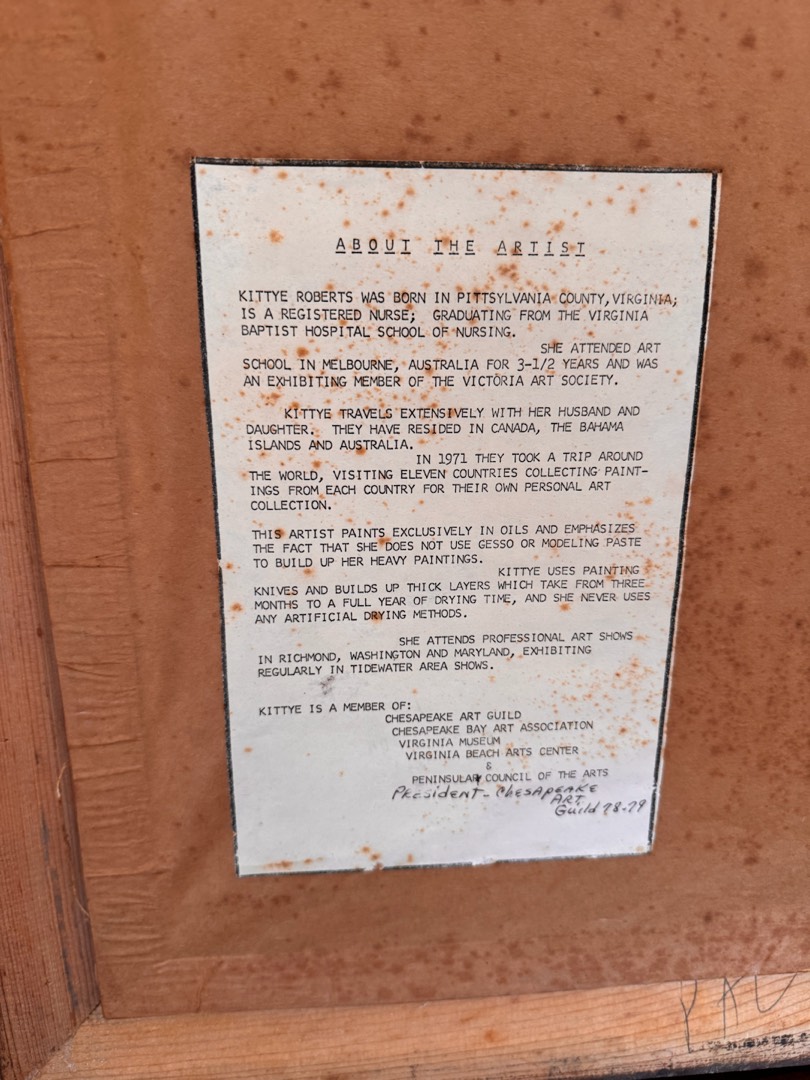 ABOUT THE ARTIST
KITTYE ROBERTS WAS BORN IN PITTSYLVANIA COUNTY, VIRGINIA;
IS A REGISTERED NURSE; GRADUATING FROM THE VIRGINIA
BAPTIST HOSPITAL SCHOOL OF NURSING.
SHE ATTENDED ART
SCHOOL IN MELBOURNE, AUSTRALIA FOR 3-1/2 YEARS AND WAS
AN EXHIBITING MEMBER OF THE VICTORIA ART SOCIETY.
KITTYE TRAVELS EXTENSIVELY WITH HER HUSBAND AND
DAUGHTER. THEY HAVE RESIDED IN CANADA, THE BAHAMA
ISLANDS AND AUSTRALIA.
IN 1971 THEY TOOK A TRIP AROUND
THE WORLD, VISITING ELEVEN COUNTRIES COLLECTING PAINT-
INGS FROM EACH COUNTRY FOR THEIR OWN PERSONAL ART
COLLECTION.
THIS ARTIST PAINTS EXCLUSIVELY IN OILS AND EMPHASIZES
THE FACT THAT SHE DOES NOT USE GESSO OR MODELING PASTE
TO BUILD UP HER HEAVY PAINTINGS.
KITTYE USES PAINTING
KNIVES AND BUILDS UP THICK LAYERS WHICH TAKE FROM THREE
MONTHS TO A FULL YEAR OF DRYING TIME, AND SHE NEVER USES
ANY ARTIFICIAL DRYING METHODS.
SHE ATTENDS PROFESSIONAL ART SHOWS
IN RICHMOND, WASHINGTON AND MARYLAND, EXHIBITING
REGULARLY IN TIDEWATER AREA SHOWS.
KITTYE IS A MEMBER OF:
CHESAPEAKE ART GUILD
CHESAPEAKE BAY ART ASSOCIATION
VIRGINIA MUSEUM
VIRGINIA BEACH ARTS CENTER
&
PENINSULAR COUNCIL OF THE ARTS
President - Chesapeake
ART
Guild 78-79